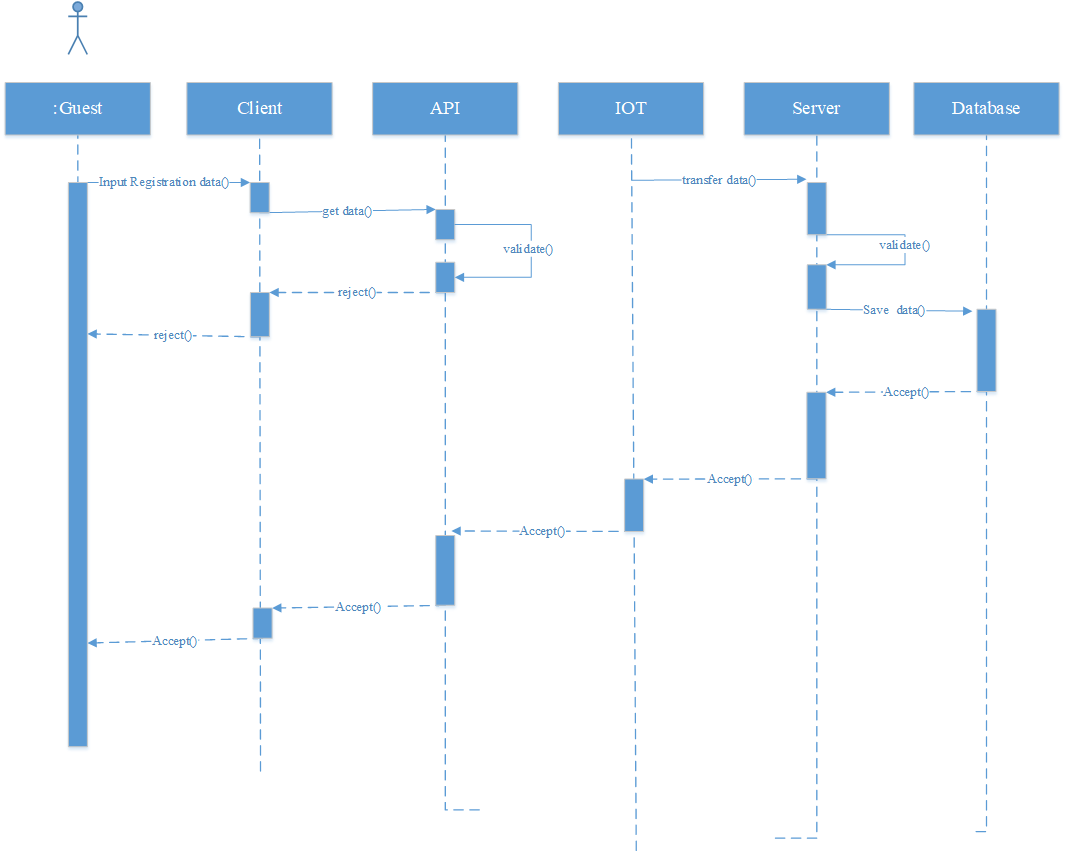 :Guest
Client
API
IOT
Server
Database
Input Registration data()
transfer data()
get data()
validate()
validate()
reject()
Save data()
reject()
Accept()
Accept()
Accept()
Accept()
Accept()